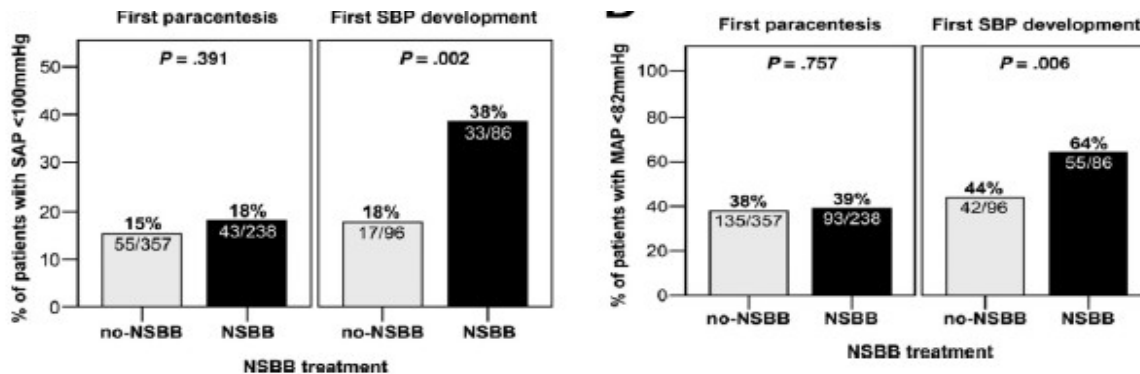 First paracentesis
First SBP development
% of patients with SAP <100mmHg
50
40
30
20
10
0
P = .391
P = .002
15%
55/357
18%
43/238
18%
17/96
38%
33/86
no-NSBB
NSBB
no-NSBB
NSBB
NSBB treatment
First paracentesis
First SBP development
% of patients with MAP <82mmHg
100
80
60
40
20
0
P = .757
P = .006
38%
135/357
39%
93/238
44%
42/96
64%
55/86
no-NSBB
NSBB
no-NSBB
NSBB
NSBB treatment